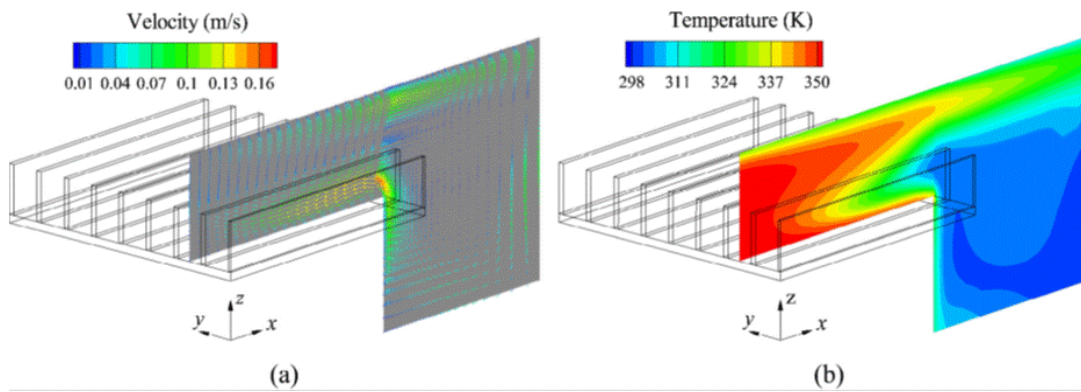 Velocity (m/s)
0.01 0.04 0.07 0.1 0.13 0.16
z
y
x
(a)
Temperature (K)
298 311 324 337 350
z
y
x
(b)